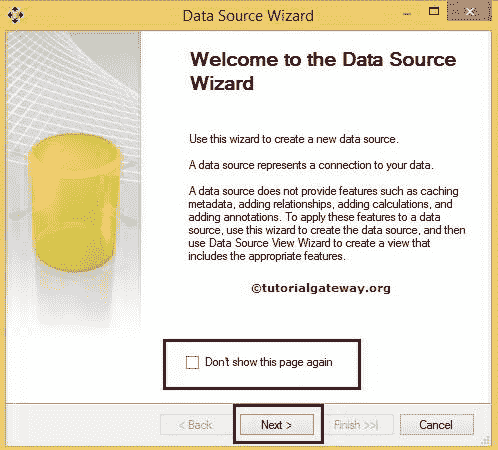 Data Source Wizard
Welcome to the Data Source
Wizard
Use this wizard to create a new data source.
A data source represents a connection to your data.
A data source does not provide features such as caching
metadata, adding relationships, adding calculations, and
adding annotations. To apply these features to a data
source, use this wizard to create the data source, and then
use Data Source View Wizard to create a view that
includes the appropriate features.
©tutorialgateway.org
Don't show this page again
< Back
Next >
Finish >>|
Cancel